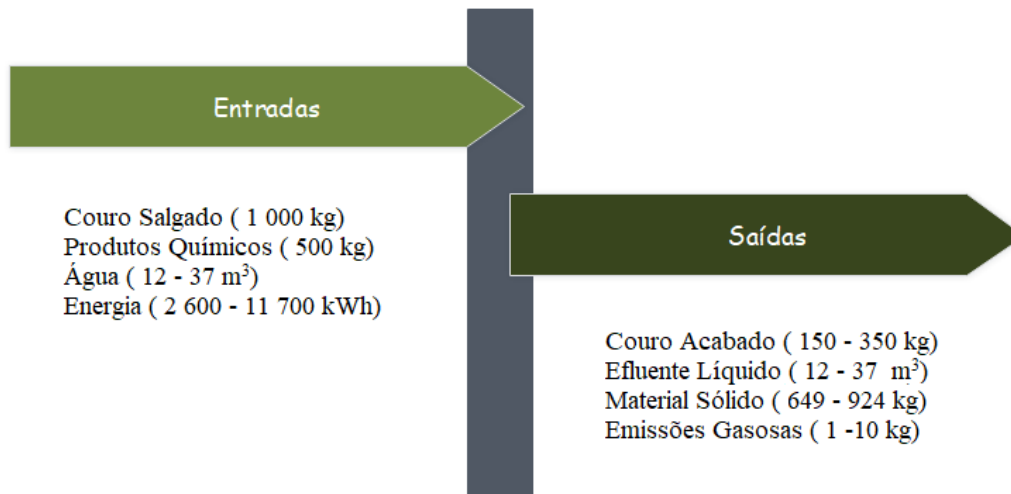 Entradas
Couro Salgado ( 1 000 kg)
Produtos Químicos ( 500 kg)
Água ( 12 - 37 m³)
Energia ( 2 600 - 11 700 kWh)
Saídas
Couro Acabado ( 150 - 350 kg)
Efluente Líquido ( 12 - 37  m³)
Material Sólido ( 649 - 924 kg)
Emissões Gasosas ( 1 -10 kg)